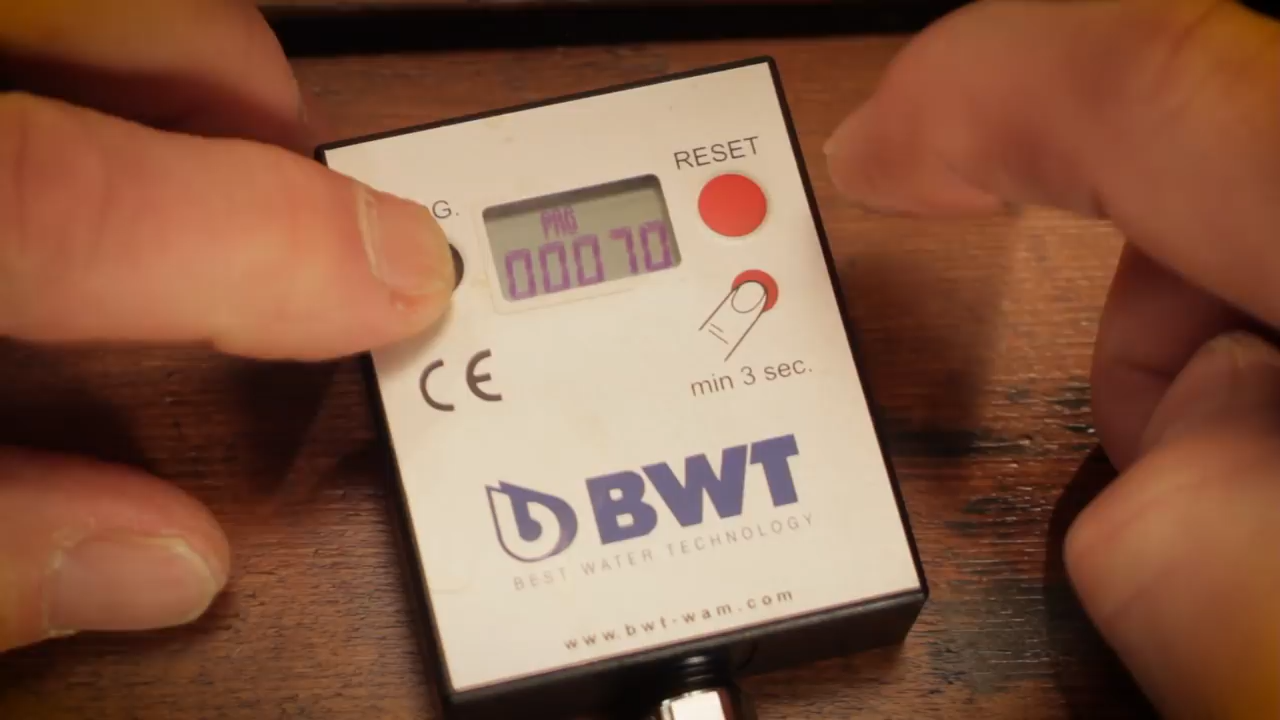 RESET
G.
PRG
00070
CE
min 3 sec.
BWT
BEST WATER TECHNOLOGY
www.bwt-wam.com